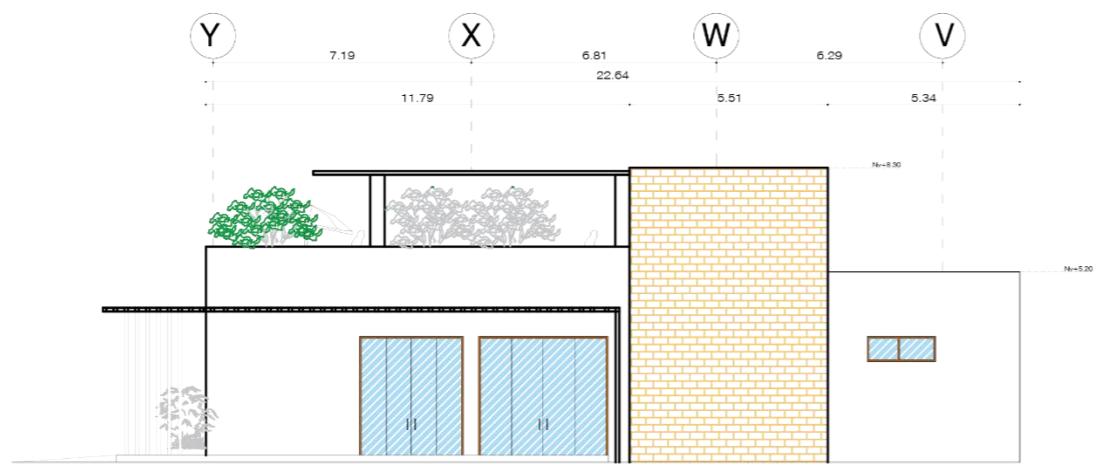 Y X W V
7.19 6.81 6.29
22.64
11.79 5.51 5.34
Nv+8.30
Nv+5.20